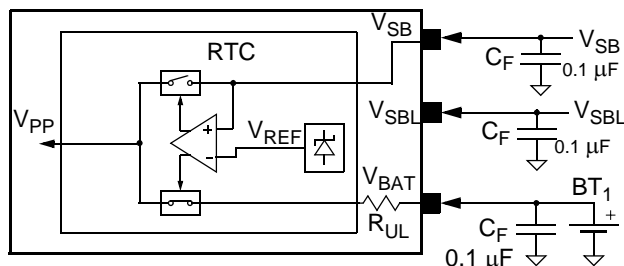 V_SB
RTC
V_SB
C_F 0.1 µF
V_PP
+
-
V_REF
V_SBL
V_SBL
C_F 0.1 µF
V_BAT
BT_1
R_UL
C_F
+
0.1 µF